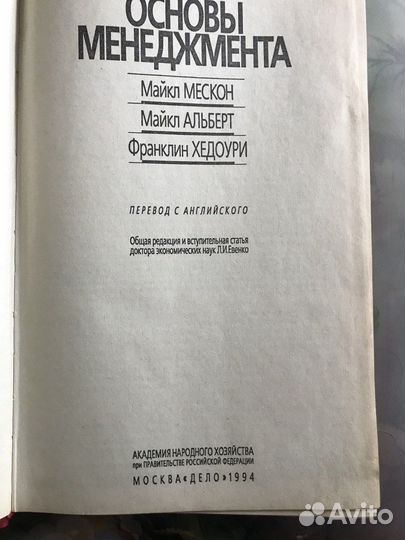 ОСНОВЫ
МЕНЕДЖМЕНТА
Майкл МЕСКОН
Майкл АЛЬБЕРТ
Франклин ХЕДОУРИ
ПЕРЕВОД С АНГЛИЙСКОГО
Общая редакция и вступительная статья
доктора экономических наук Л.И.Евенко
АКАДЕМИЯ НАРОДНОГО ХОЗЯЙСТВА
при ПРАВИТЕЛЬСТВЕ РОССИЙСКОЙ ФЕДЕРАЦИИ
МОСКВА «ДЕЛО» 1994
Avito